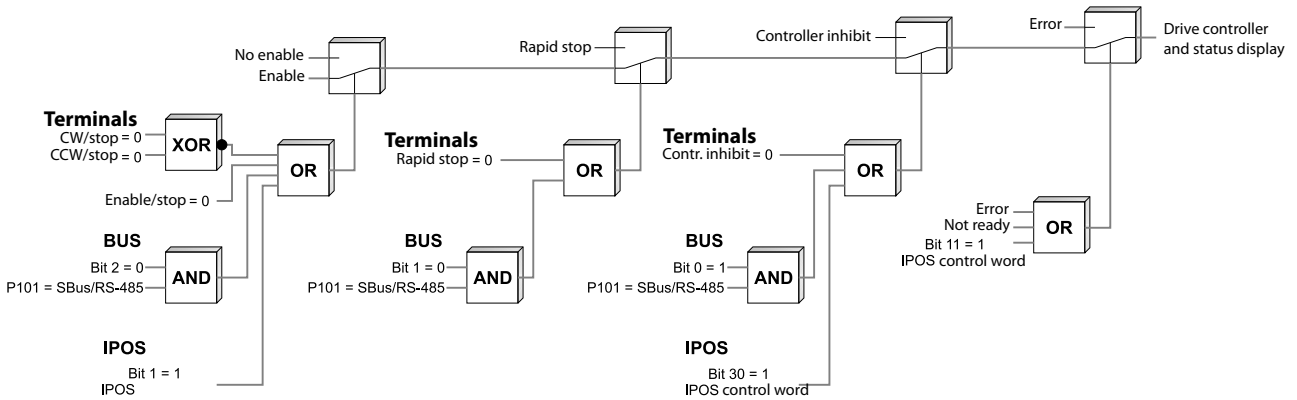 No enable
Enable
Rapid stop
Controller inhibit
Error
Drive controller
and status display
Terminals
CW/stop = 0
CCW/stop = 0
XOR
OR
Enable/stop = 0
BUS
Bit 2 = 0
P101 = SBus/RS-485
AND
IPOS
Bit 1 = 1
IPOS
Terminals
Rapid stop = 0
OR
BUS
Bit 1 = 0
P101 = SBus/RS-485
AND
Terminals
Contr. inhibit = 0
OR
BUS
Bit 0 = 1
P101 = SBus/RS-485
AND
IPOS
Bit 30 = 1
IPOS control word
Error
Not ready
Bit 11 = 1
IPOS control word
OR